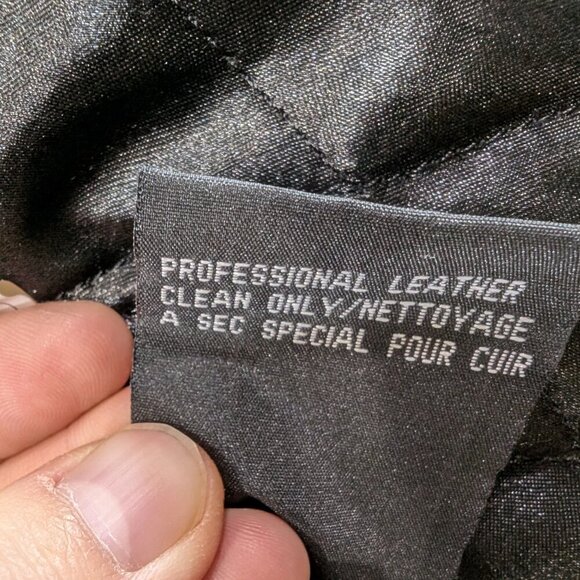 PROFESSIONAL LEATHER
CLEAN ONLY/NETTOYAGE
A SEC SPECIAL POUR CUIR